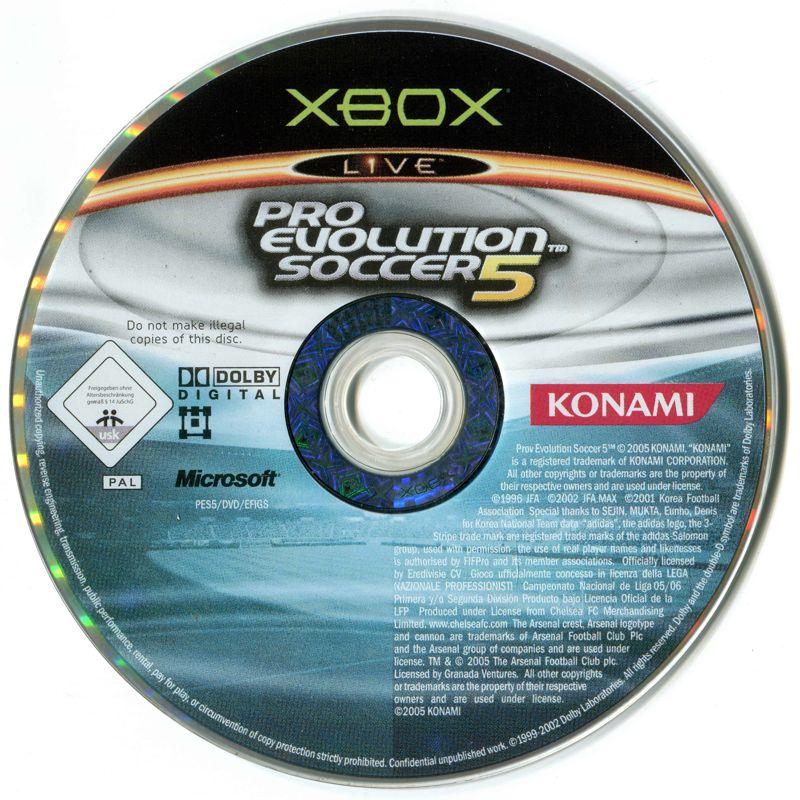 XBOX
LIVE™
PRO
EVOLUTION™
SOCCER 5
Do not make illegal
copies of this disc.
Freigegeben ohne
Altersbeschränkung
gemäß § 14 JuSchG
usk
DOLBY
DIGITAL
PAL
Microsoft®
PES5/DVD/EFIGS
KONAMI
Pro Evolution Soccer 5™ © 2005 KONAMI. "KONAMI"
is a registered trademark of KONAMI CORPORATION.
All other copyrights or trademarks are the property of
their respective owners and are used under license.
©1996 JFA ©2002 JFA.MAX ©2001 Korea Football
Association Special thanks to SEJIN, MUKTA, Eunho, Denis
for Korea National Team data "adidas", the adidas logo, the 3-
Stripe trade mark are registered trade marks of the adidas-Salomon
group, used with permission the use of real player names and likenesses
is authorised by FIFPro and its member associations. Officially licensed
by Eredivisie CV Gioco ufficialmente concesso in licenza della LEGA
NAZIONALE PROFESSIONISTI Campeonato Nacional de Liga 05/06
Primera y/o Segunda División Producto bajo Licencia Oficial de la
LFP Produced under License from Chelsea FC Merchandising
Limited. www.chelseafc.com The Arsenal crest, Arsenal logotype
and cannon are trademarks of Arsenal Football Club Plc
and the Arsenal group of companies and are used under
license. TM & © 2005 The Arsenal Football Club plc.
Licensed by Granada Ventures. All other copyrights
or trademarks are the property of their respective
owners and are used under license.
©2005 KONAMI
Unauthorized copying, reverse engineering, transmission, public performance, rental, pay for play, or circumvention of copy protection strictly prohibited. Confidential unpublished work. ©1999-2002 Dolby Laboratories. All rights reserved. Dolby and the double-D symbol are trademarks of Dolby Laboratories.
XBOX